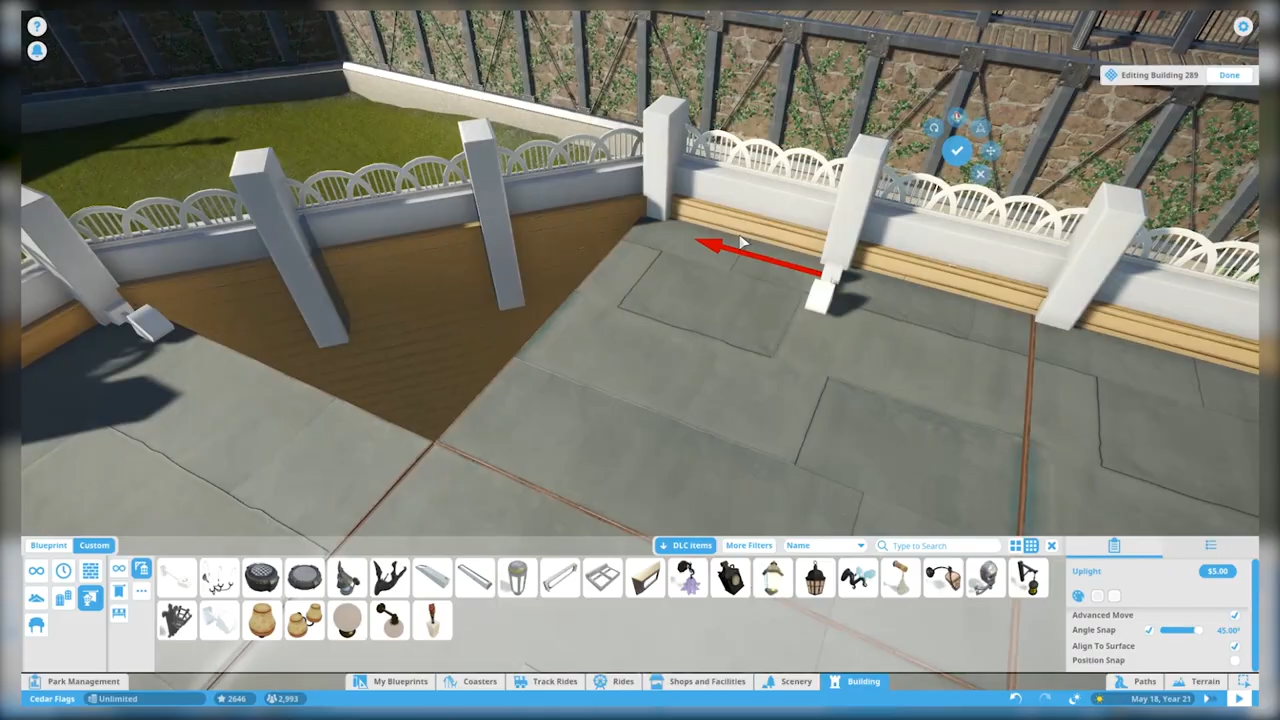 ?
Editing Building 289 Done
Blueprint Custom
DLC Items More Filters Name Type to Search
Uplight $5.00
Advanced Move
Angle Snap 45.00°
Align To Surface
Position Snap
Park Management My Blueprints Coasters Track Rides Rides Shops and Facilities Scenery Building Paths Terrain
Cedar Flags Unlimited 2646 2,993 May 18, Year 21